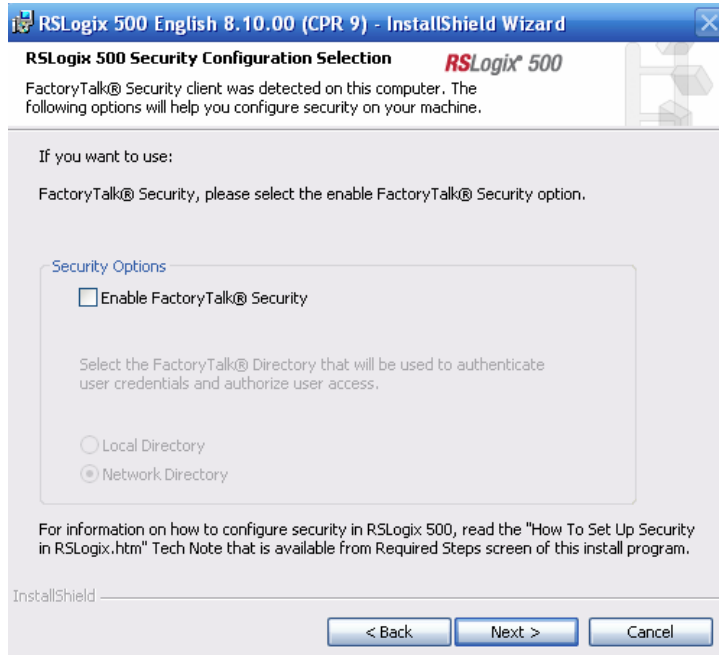 RSLogix 500 English 8.10.00 (CPR 9) - InstallShield Wizard
RSLogix 500 Security Configuration Selection
RSLogix® 500
FactoryTalk® Security client was detected on this computer. The
following options will help you configure security on your machine.
If you want to use:
FactoryTalk® Security, please select the enable FactoryTalk® Security option.
Security Options
Enable FactoryTalk® Security
Select the FactoryTalk® Directory that will be used to authenticate
user credentials and authorize user access.
Local Directory
Network Directory
For information on how to configure security in RSLogix 500, read the "How To Set Up Security
in RSLogix.htm" Tech Note that is available from Required Steps screen of this install program.
InstallShield
< Back
Next >
Cancel